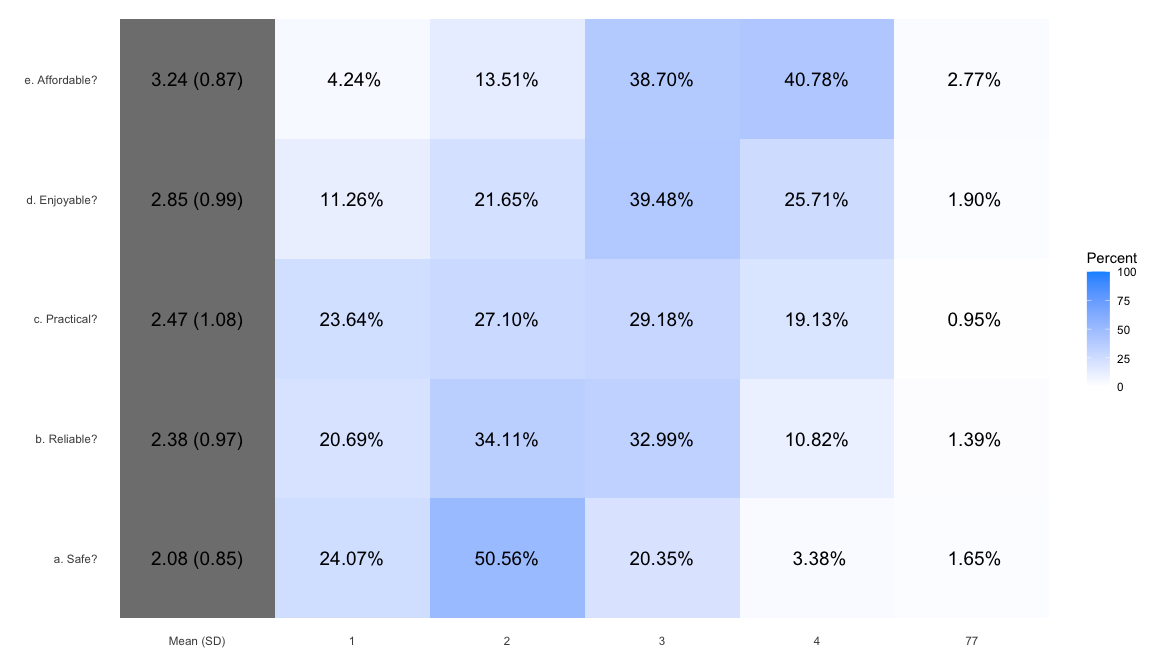 e. Affordable? 3.24 (0.87) 4.24% 13.51% 38.70% 40.78% 2.77%
d. Enjoyable? 2.85 (0.99) 11.26% 21.65% 39.48% 25.71% 1.90%
c. Practical? 2.47 (1.08) 23.64% 27.10% 29.18% 19.13% 0.95%
b. Reliable? 2.38 (0.97) 20.69% 34.11% 32.99% 10.82% 1.39%
a. Safe? 2.08 (0.85) 24.07% 50.56% 20.35% 3.38% 1.65%
Mean (SD) 1 2 3 4 77
Percent
100
75
50
25
0